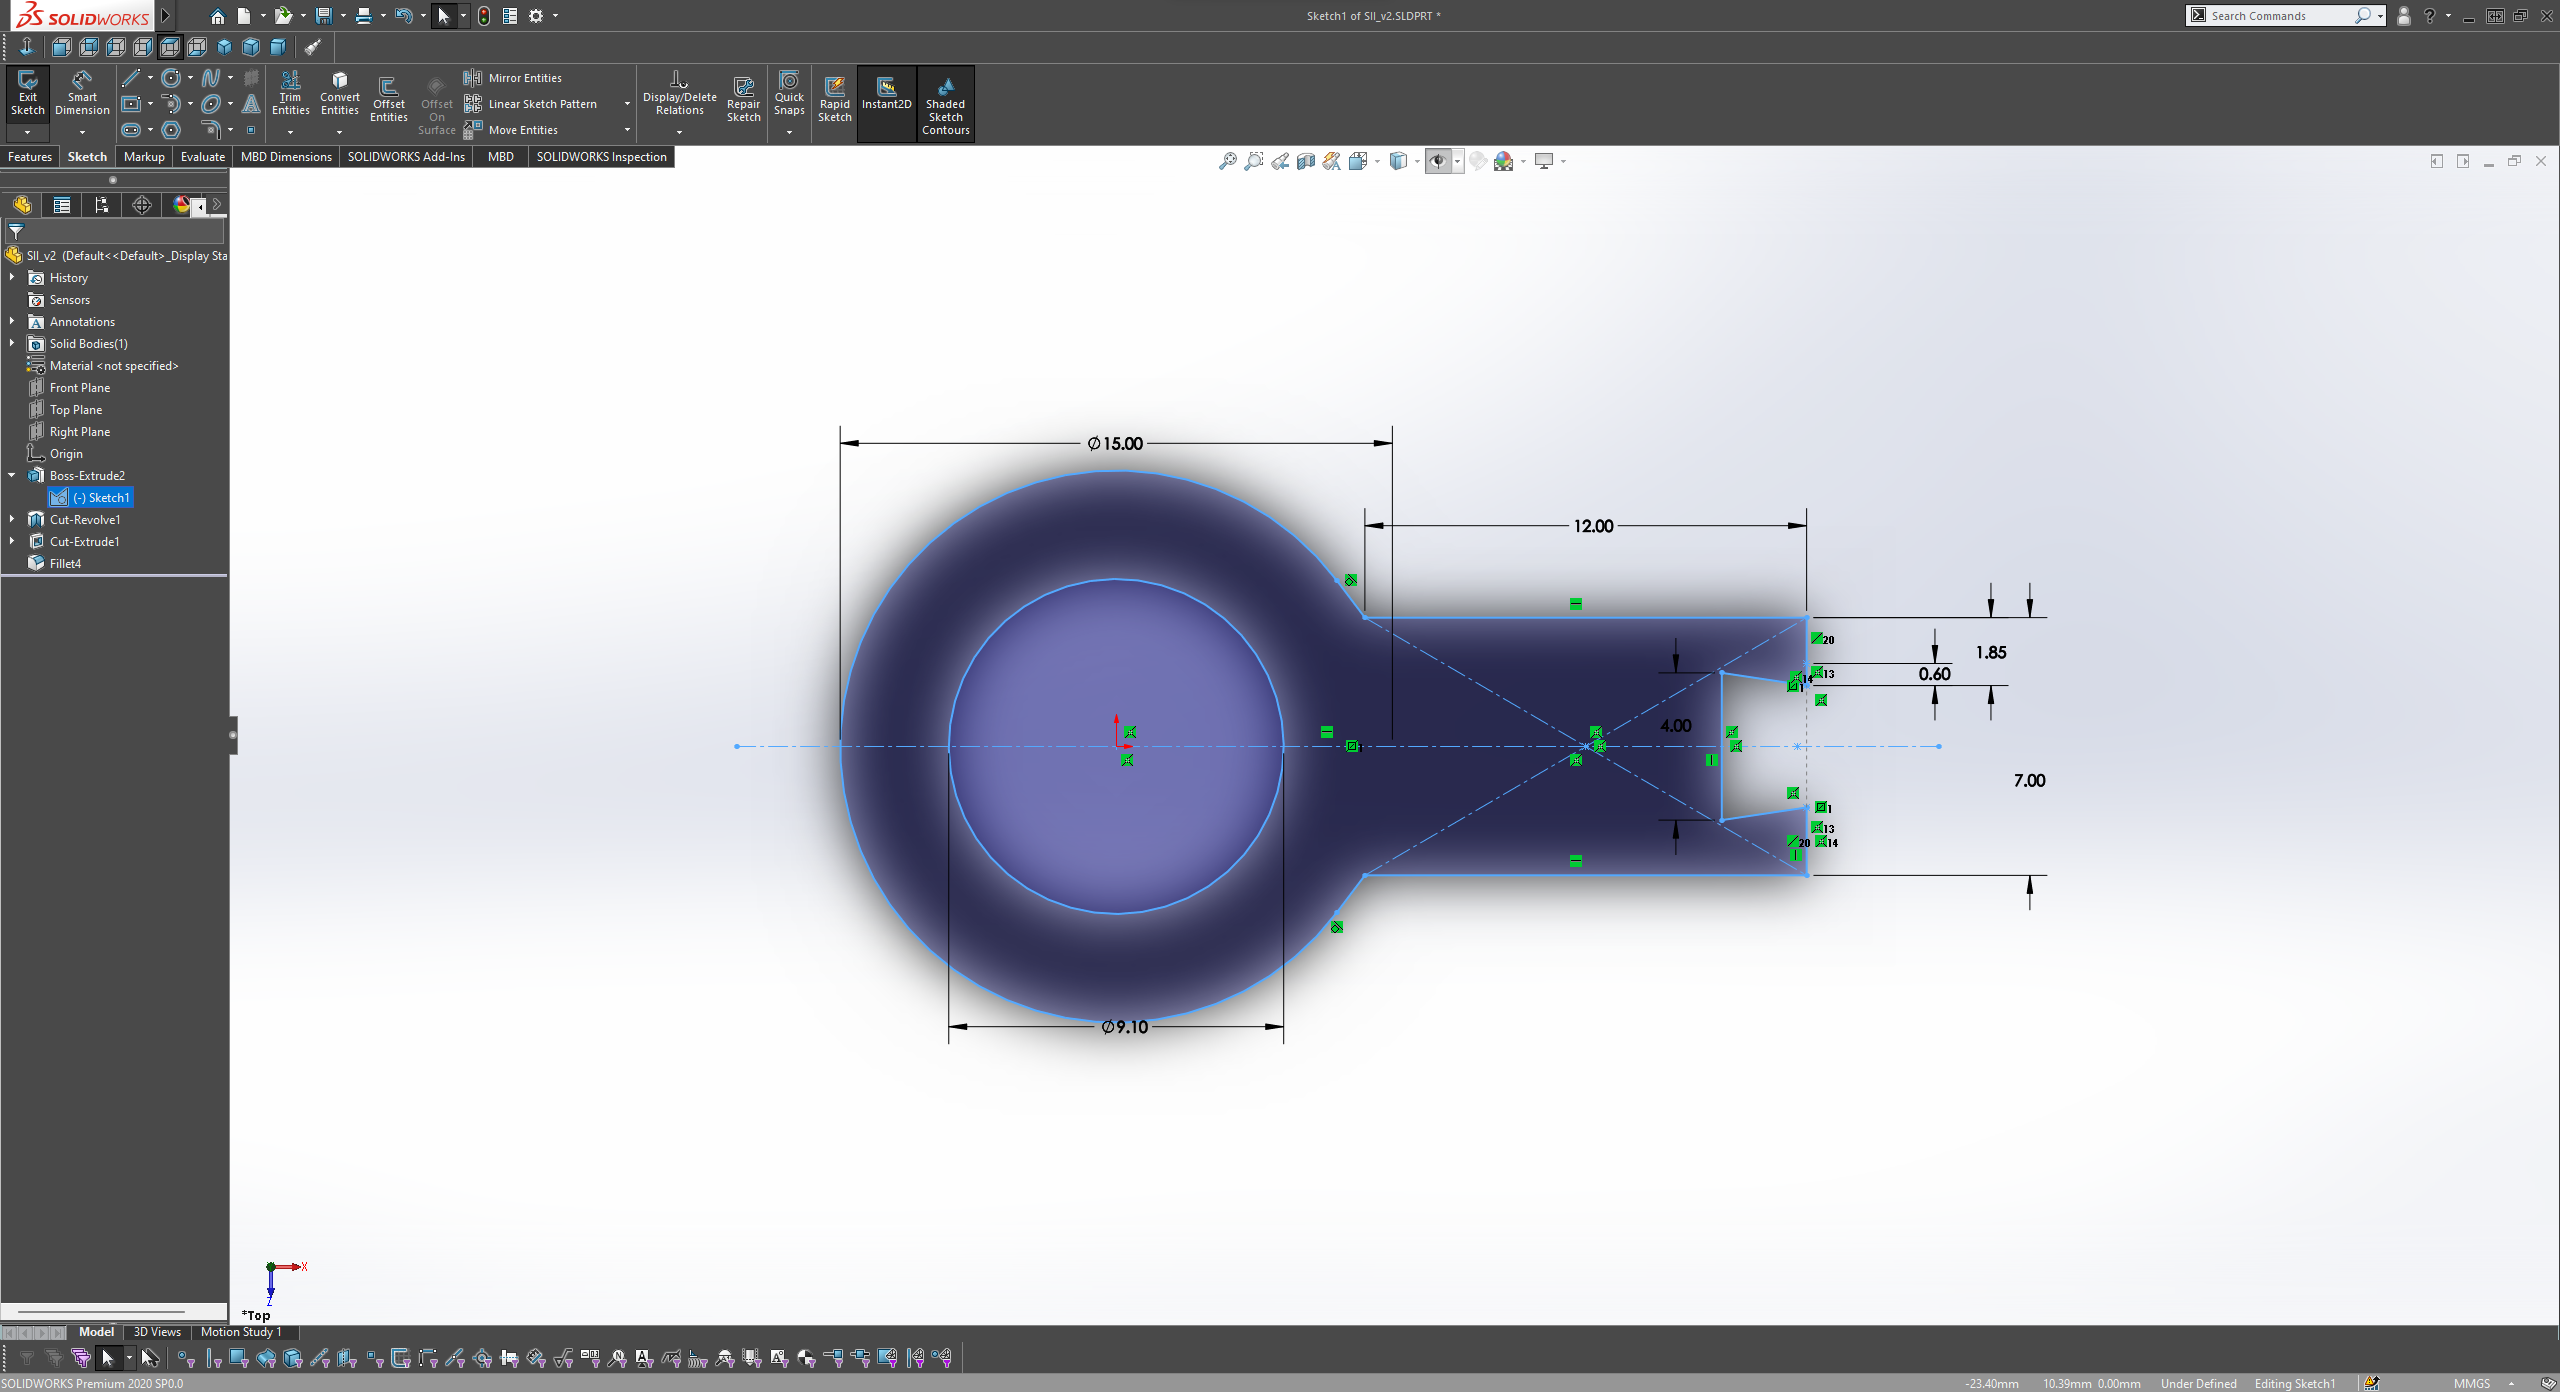 SOLIDWORKS
Sketch1 of SII_v2.SLDPRT *
Search Commands
Exit Sketch
Smart Dimension
Trim Entities
Convert Entities
Offset Entities
Offset On Surface
Mirror Entities
Linear Sketch Pattern
Move Entities
Display/Delete Relations
Repair Sketch
Quick Snaps
Rapid Sketch
Instant2D
Shaded Sketch Contours
Features Sketch Markup Evaluate MBD Dimensions SOLIDWORKS Add-Ins MBD SOLIDWORKS Inspection
SII_v2 (Default<<Default>_Display Sta
History
Sensors
Annotations
Solid Bodies(1)
Material <not specified>
Front Plane
Top Plane
Right Plane
Origin
Boss-Extrude2
(-) Sketch1
Cut-Revolve1
Cut-Extrude1
Fillet4
Ø15.00
12.00
20
1.85
13
0.60
14
1
4.00
1
7.00
1
13
20
14
Ø9.10
X
Z
*Top
Model 3D Views Motion Study 1
SOLIDWORKS Premium 2020 SP0.0
-23.40mm 10.39mm 0.00mm Under Defined Editing Sketch1 MMGS